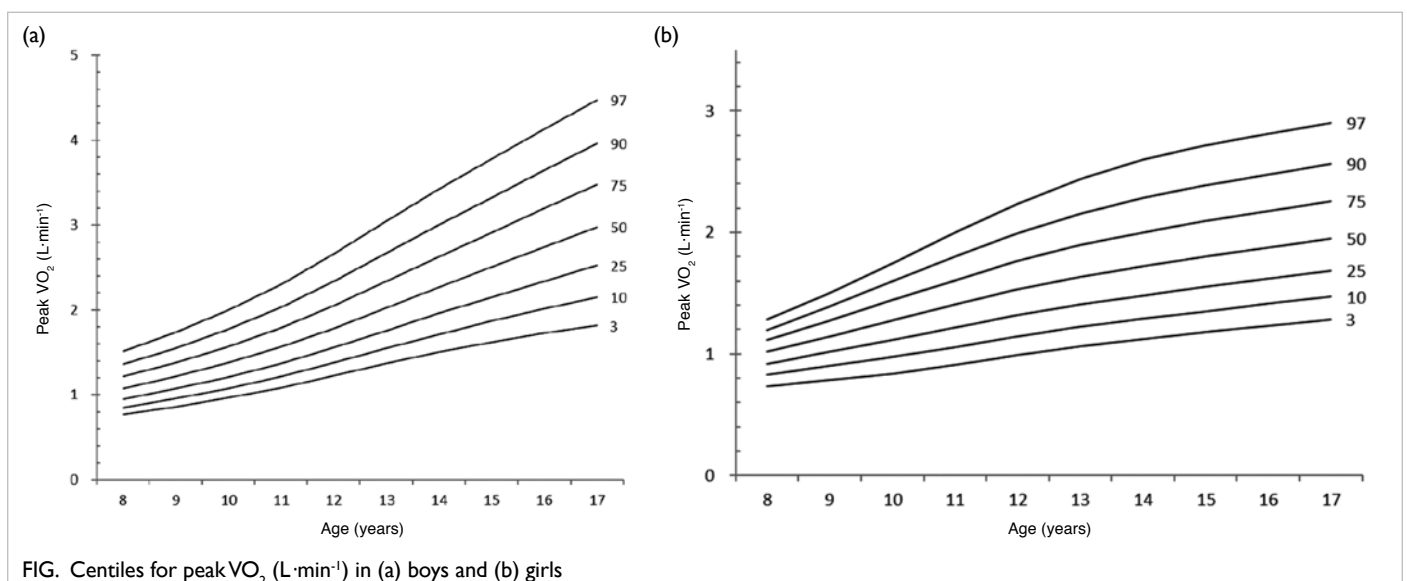 (a)
5
4
3
2
1
0
Peak VO₂ (L·min⁻¹)
97
90
75
50
25
10
3
8 9 10 11 12 13 14 15 16 17
Age (years)
(b)
3
2
1
0
Peak VO₂ (L·min⁻¹)
97
90
75
50
25
10
3
8 9 10 11 12 13 14 15 16 17
Age (years)
FIG. Centiles for peak VO₂ (L·min⁻¹) in (a) boys and (b) girls